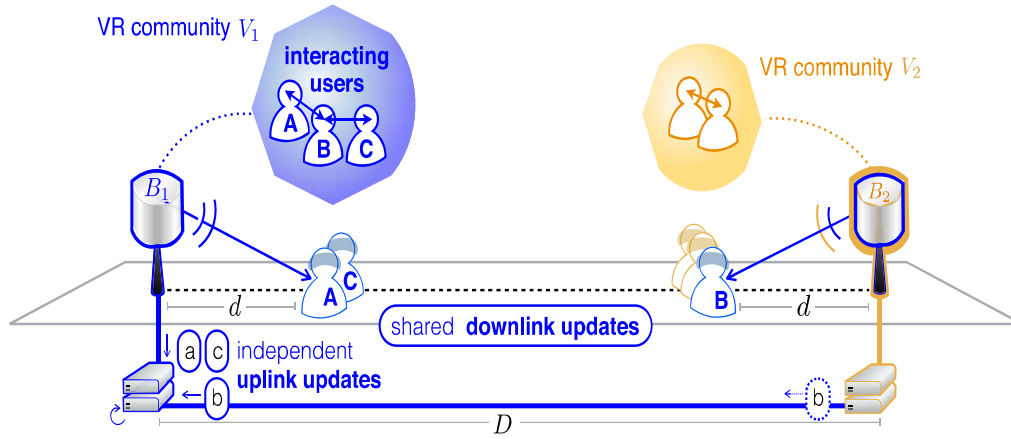 VR community V₁
interacting
users
A
B
C
VR community V₂
B₁
B₂
A
C
B
d
d
shared downlink updates
a c independent
uplink updates
b
b
D